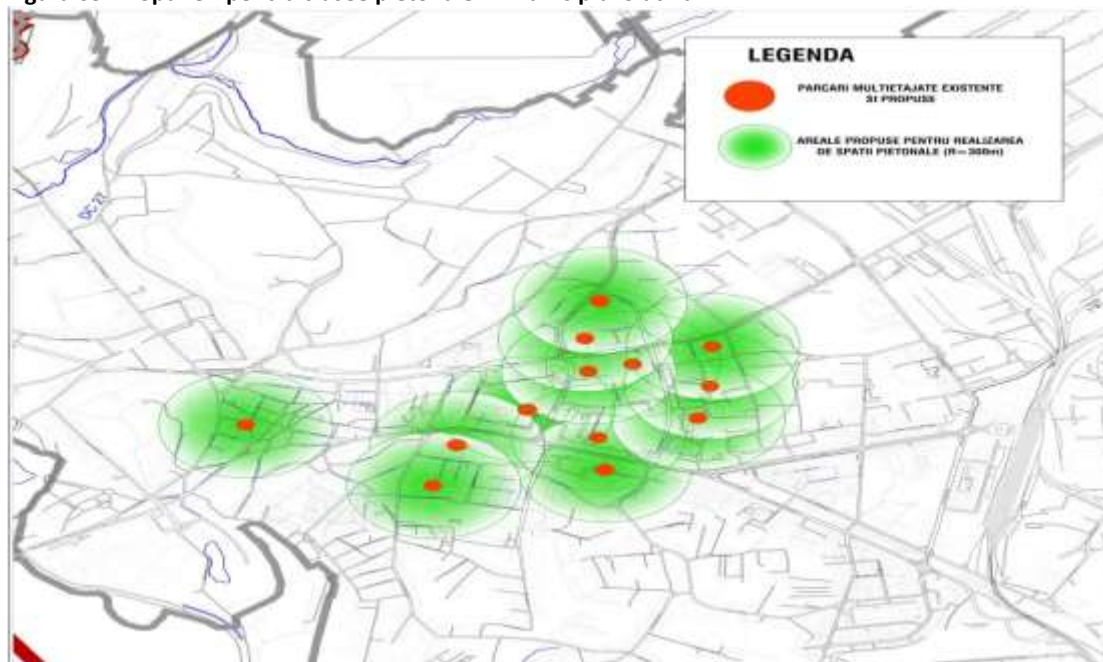 LEGENDA
PARCARI MULTIETAJATE EXISTENTE
SI PROPUSE
AREALE PROPUSE PENTRU REALIZAREA
DE SPATII PIETONALE (R=300m)